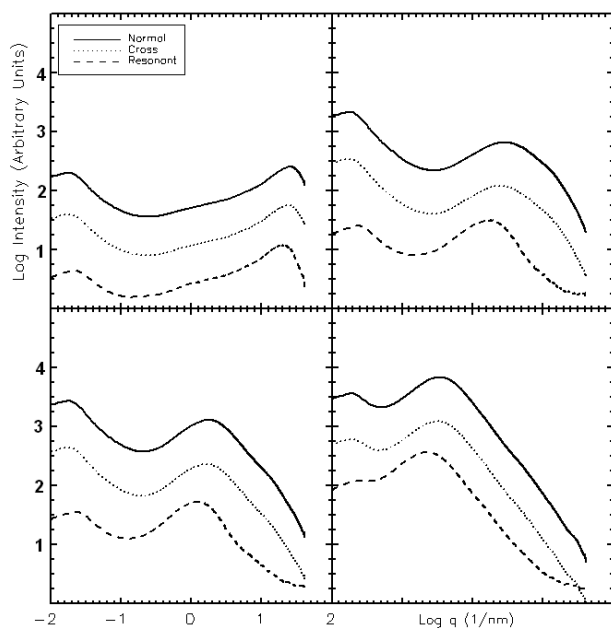 Normal
Cross
Resonant
Log Intensity (Arbitrary Units)
4
3
2
1
4
3
2
1
-2 -1 0 1 2
Log q (1/nm)